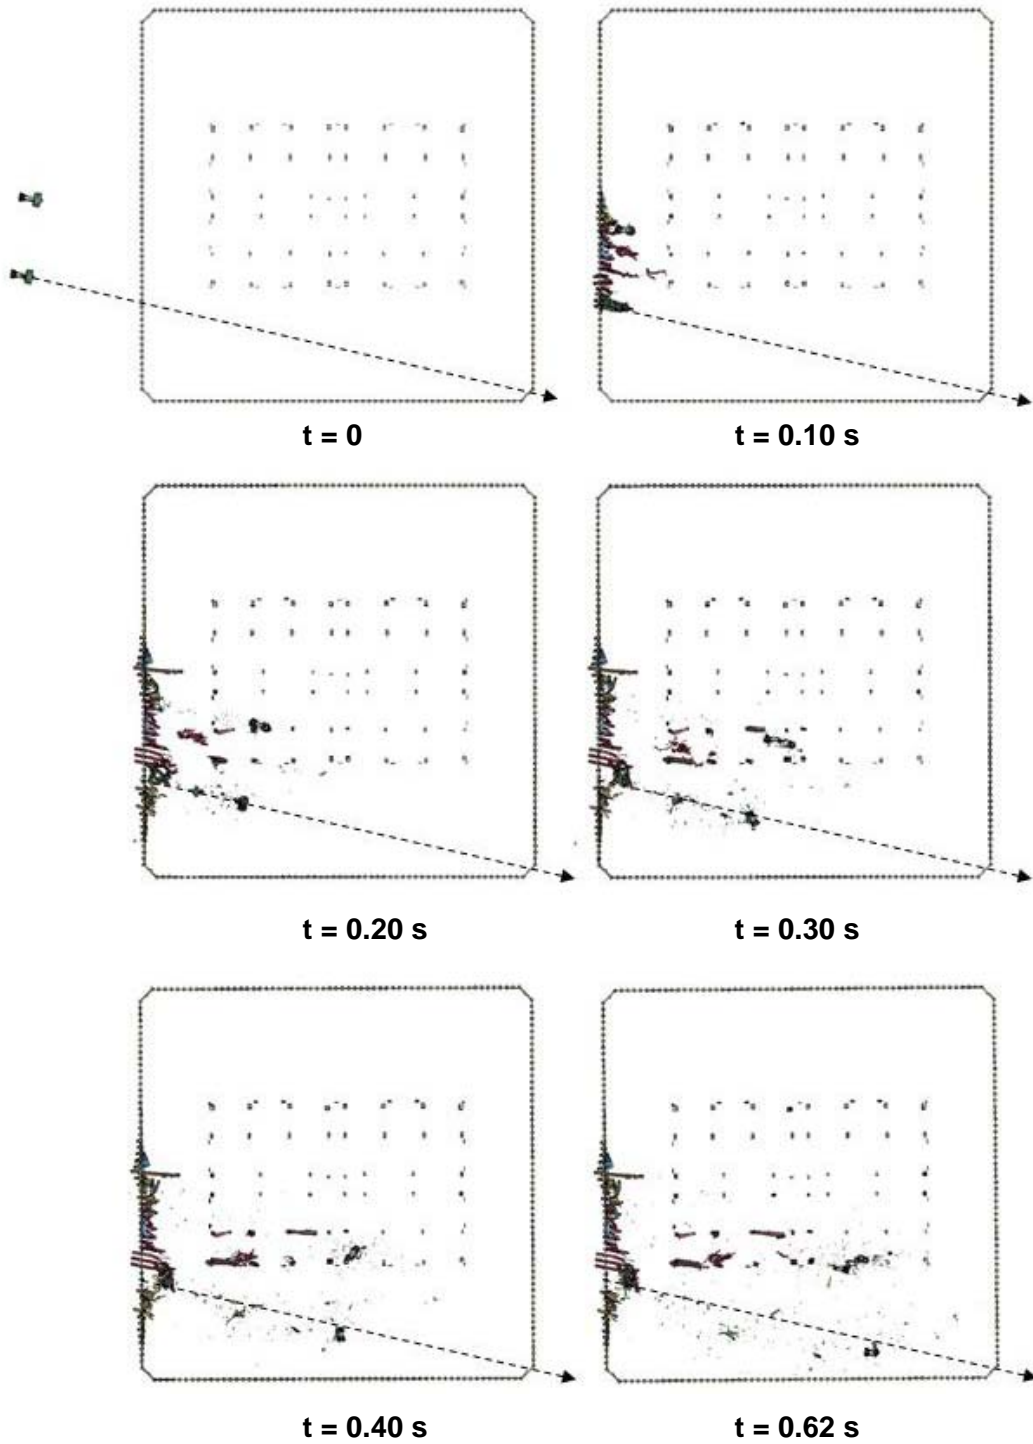 t = 0
t = 0.10 s
t = 0.20 s
t = 0.30 s
t = 0.40 s
t = 0.62 s